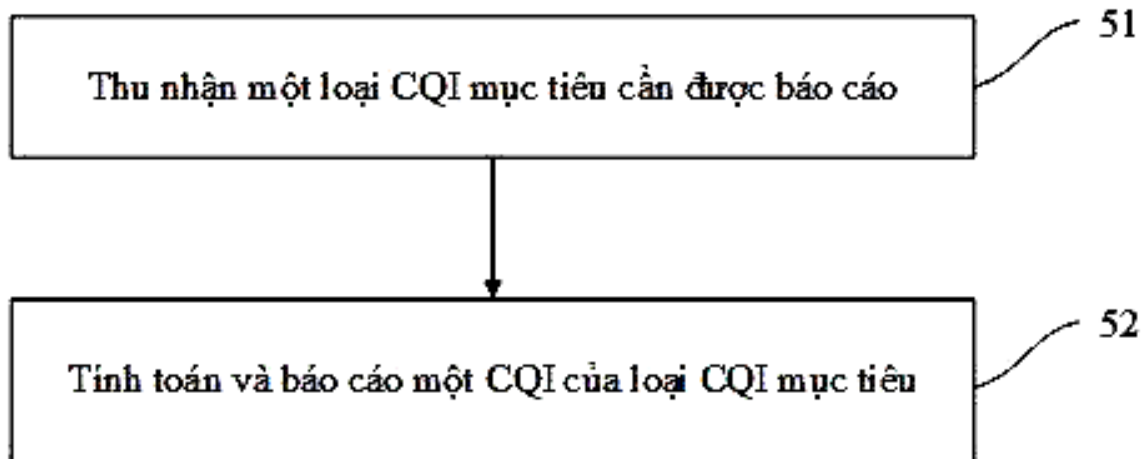 51
Thu nhận một loại CQI mục tiêu cần được báo cáo
52
Tính toán và báo cáo một CQI của loại CQI mục tiêu